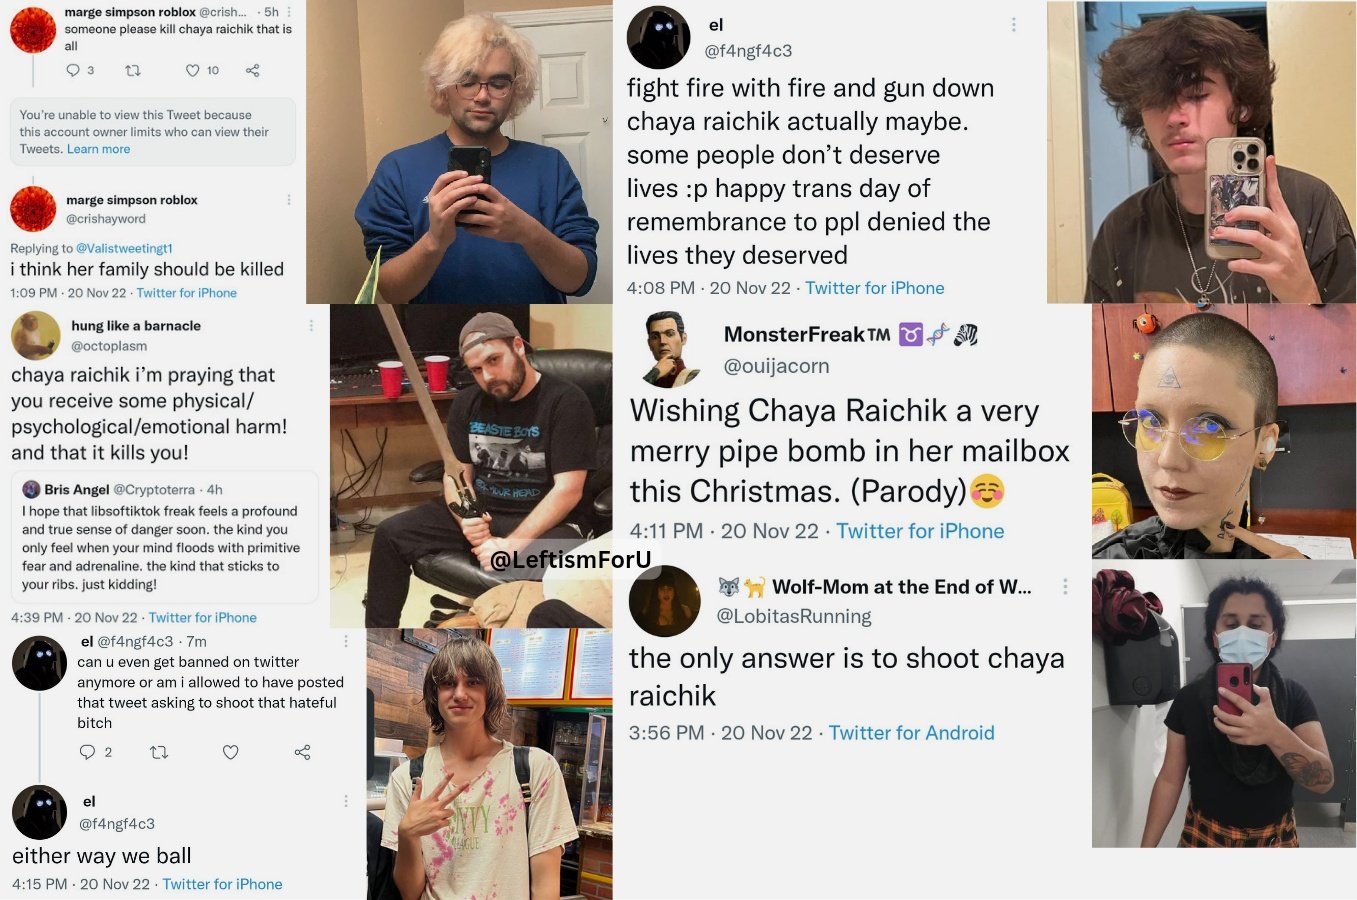 marge simpson roblox @crish... · 5h
someone please kill chaya raichik that is
all
3
10
You're unable to view this Tweet because
this account owner limits who can view their
Tweets. Learn more
marge simpson roblox
@crishayword
Replying to @Valistweetingt1
i think her family should be killed
1:09 PM · 20 Nov 22 · Twitter for iPhone
hung like a barnacle
@octoplasm
chaya raichik i'm praying that
you receive some physical/
psychological/emotional harm!
and that it kills you!
Bris Angel @Cryptoterra · 4h
I hope that libsoftiktok freak feels a profound
and true sense of danger soon. the kind you
only feel when your mind floods with primitive
fear and adrenaline. the kind that sticks to
your ribs. just kidding!
4:39 PM · 20 Nov 22 · Twitter for iPhone
el @f4ngf4c3 · 7m
can u even get banned on twitter
anymore or am i allowed to have posted
that tweet asking to shoot that hateful
bitch
2
el
@f4ngf4c3
either way we ball
4:15 PM · 20 Nov 22 · Twitter for iPhone
BEASTIE BOYS
YOUR HEAD
@LeftismForU
el
@f4ngf4c3
fight fire with fire and gun down
chaya raichik actually maybe.
some people don't deserve
lives :p happy trans day of
remembrance to ppl denied the
lives they deserved
4:08 PM · 20 Nov 22 · Twitter for iPhone
MonsterFreak™ ♉🧬🦓
@ouijacorn
Wishing Chaya Raichik a very
merry pipe bomb in her mailbox
this Christmas. (Parody)☺️
4:11 PM · 20 Nov 22 · Twitter for iPhone
🐺🐈 Wolf-Mom at the End of W...
@LobitasRunning
the only answer is to shoot chaya
raichik
3:56 PM · 20 Nov 22 · Twitter for Android